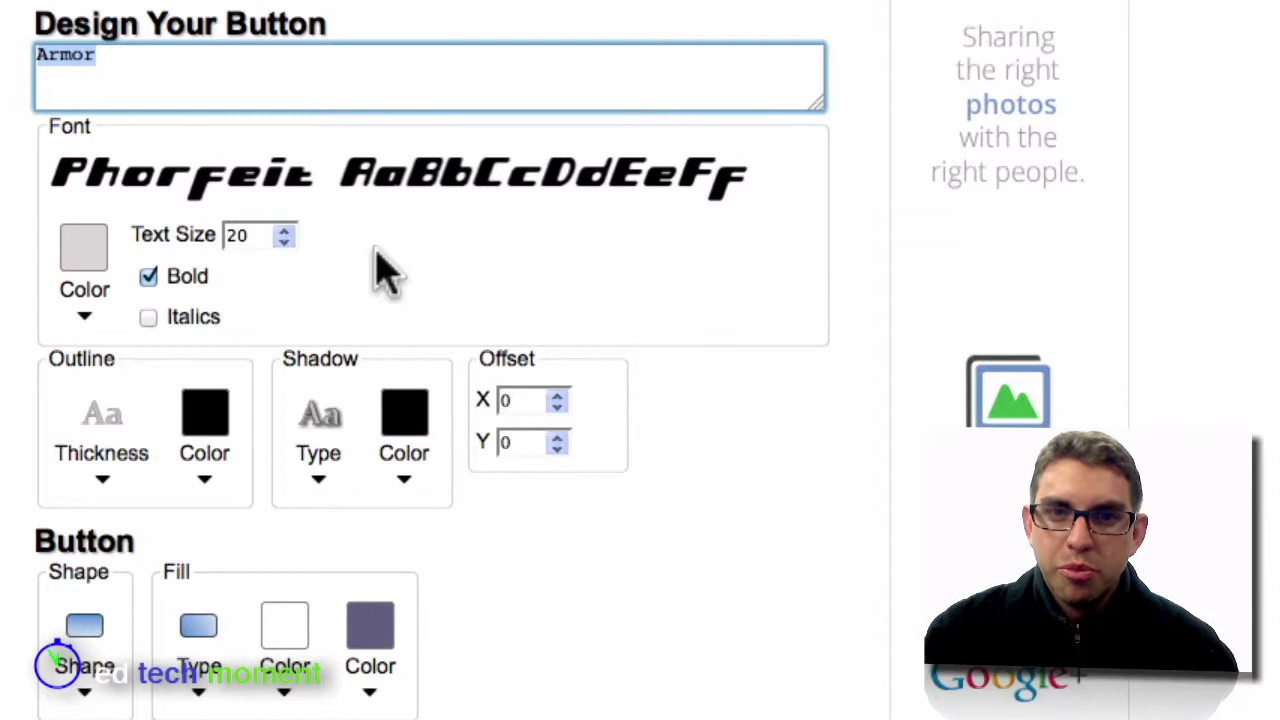 Design Your Button
Armor
Font
Phorfeit AaBbCcDdEeFf
Text Size 20
Color
Bold
Italics
Outline
Aa
Thickness
Color
Shadow
Aa
Type
Color
Offset
X 0
Y 0
Button
Shape
Shape
Fill
Type
Color
Color
ed tech moment
Sharing
the right
photos
with the
right people.
Google+